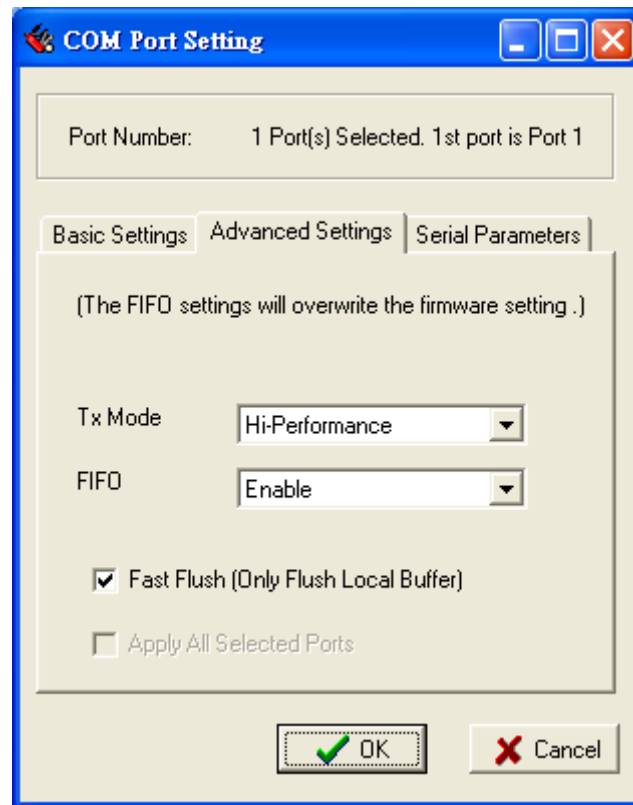 COM Port Setting
Port Number: 1 Port(s) Selected. 1st port is Port 1
Basic Settings Advanced Settings Serial Parameters
(The FIFO settings will overwrite the firmware setting .)
Tx Mode Hi-Performance
FIFO Enable
Fast Flush (Only Flush Local Buffer)
Apply All Selected Ports
OK Cancel